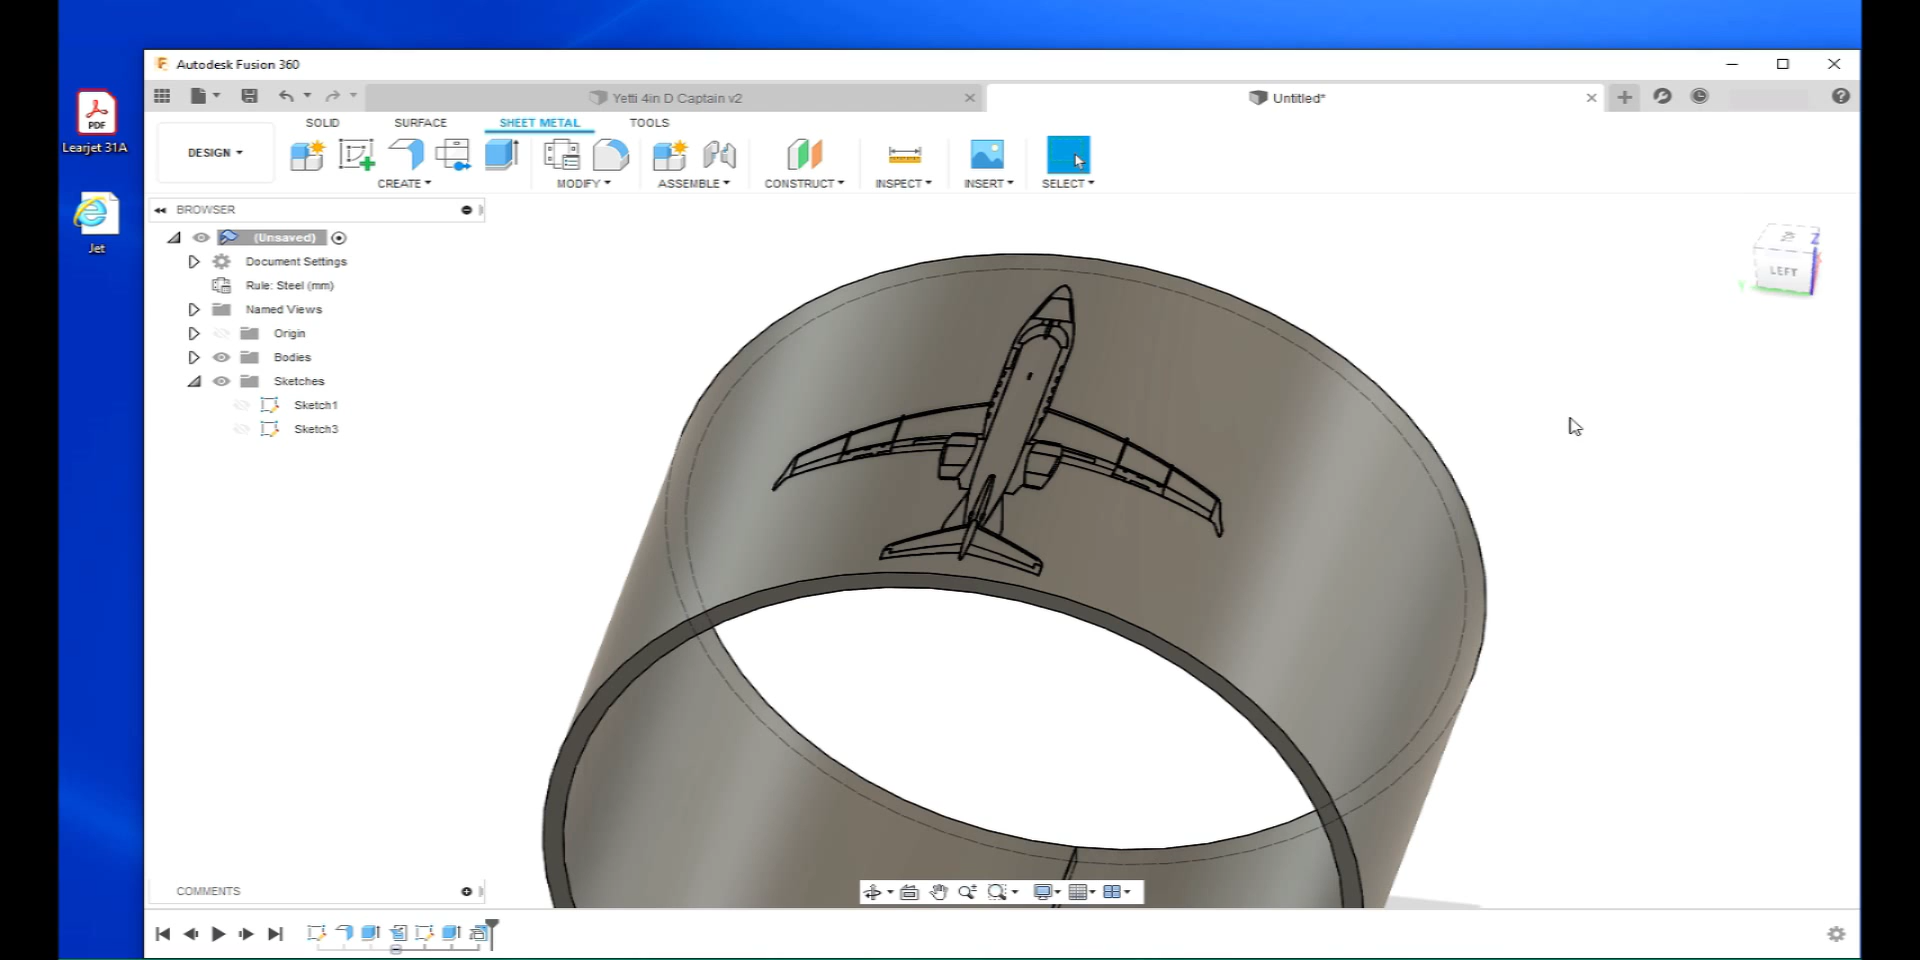 Autodesk Fusion 360
PDF
Learjet 31A
Jet
Yetti 4in D Captain v2
Untitled*
SOLID
SURFACE
SHEET METAL
TOOLS
DESIGN
CREATE
MODIFY
ASSEMBLE
CONSTRUCT
INSPECT
INSERT
SELECT
BROWSER
(Unsaved)
Document Settings
Rule: Steel (mm)
Named Views
Origin
Bodies
Sketches
Sketch1
Sketch3
Z
LEFT
Y
COMMENTS